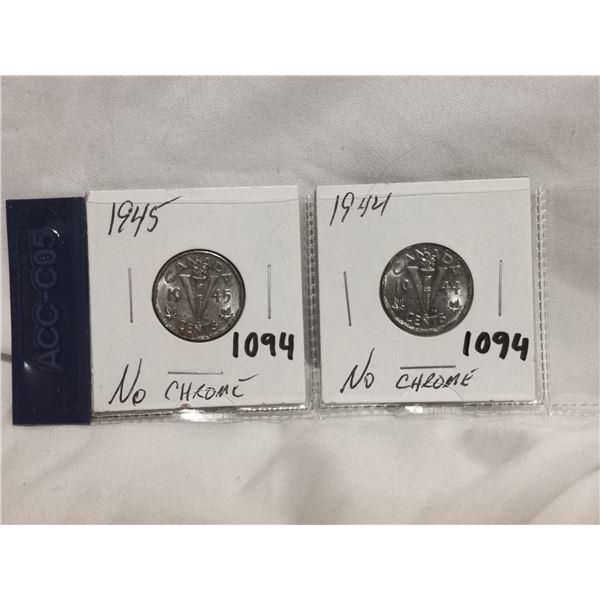 ACC-C05
1945
CANADA
19 45
CENTS
1094
No CHROME
1944
CANADA
19 44
CENTS
1094
No CHROME